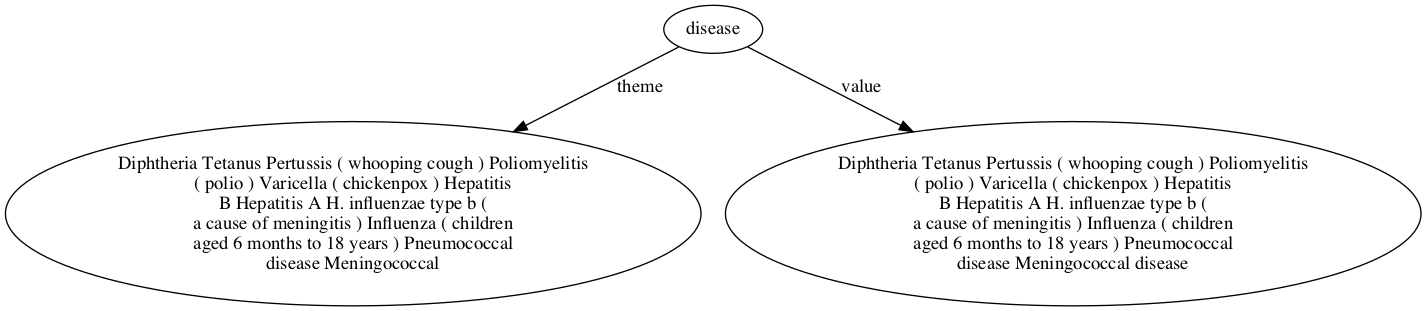 disease
theme
value
Diphtheria Tetanus Pertussis ( whooping cough ) Poliomyelitis
( polio ) Varicella ( chickenpox ) Hepatitis
B Hepatitis A H. influenzae type b (
a cause of meningitis ) Influenza ( children
aged 6 months to 18 years ) Pneumococcal
disease Meningococcal
Diphtheria Tetanus Pertussis ( whooping cough ) Poliomyelitis
( polio ) Varicella ( chickenpox ) Hepatitis
B Hepatitis A H. influenzae type b (
a cause of meningitis ) Influenza ( children
aged 6 months to 18 years ) Pneumococcal
disease Meningococcal disease